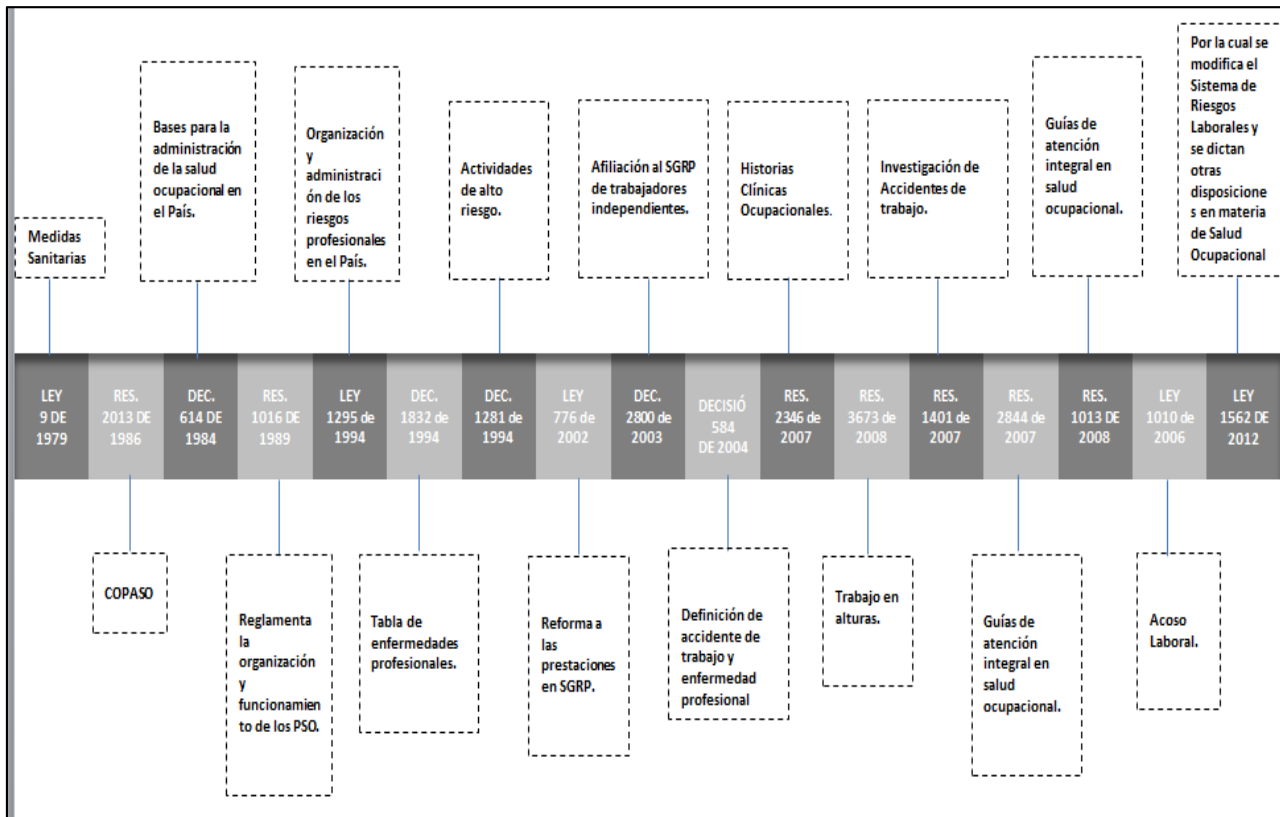 Medidas
Sanitarias
Bases para la
administración
de la salud
ocupacional en
el País.
Organización
y
administraci
ón de los
riesgos
profesionales
en el País.
Actividades
de alto
riesgo.
Afiliación al SGRP
de trabajadores
independientes.
Historias
Clínicas
Ocupacionales.
Investigación de
Accidentes de
trabajo.
Guías de
atención
integral en
salud
ocupacional.
Por la cual se
modifica el
Sistema de
Riesgos
Laborales y
se dictan
otras
disposicione
s en materia
de Salud
Ocupacional
LEY
9 DE
1979
RES.
2013 DE
1986
DEC.
614 DE
1984
RES.
1016 DE
1989
LEY
1295 de
1994
DEC.
1832 de
1994
DEC.
1281 de
1994
LEY
776 de
2002
DEC.
2800 de
2003
DECISIÓ
584
DE 2004
RES.
2346 de
2007
RES.
3673 de
2008
RES.
1401 de
2007
RES.
2844 de
2007
RES.
1013 DE
2008
LEY
1010 de
2006
LEY
1562 DE
2012
COPASO
Reglamenta
la
organización
y
funcionamie
nto de los PSO.
Tabla de
enfermedades
profesionales.
Reforma a
las
prestaciones
en SGRP.
Definición de
accidente de
trabajo y
enfermedad
profesional
Trabajo en
alturas.
Guías de
atención
integral en
salud
ocupacional.
Acoso
Laboral.